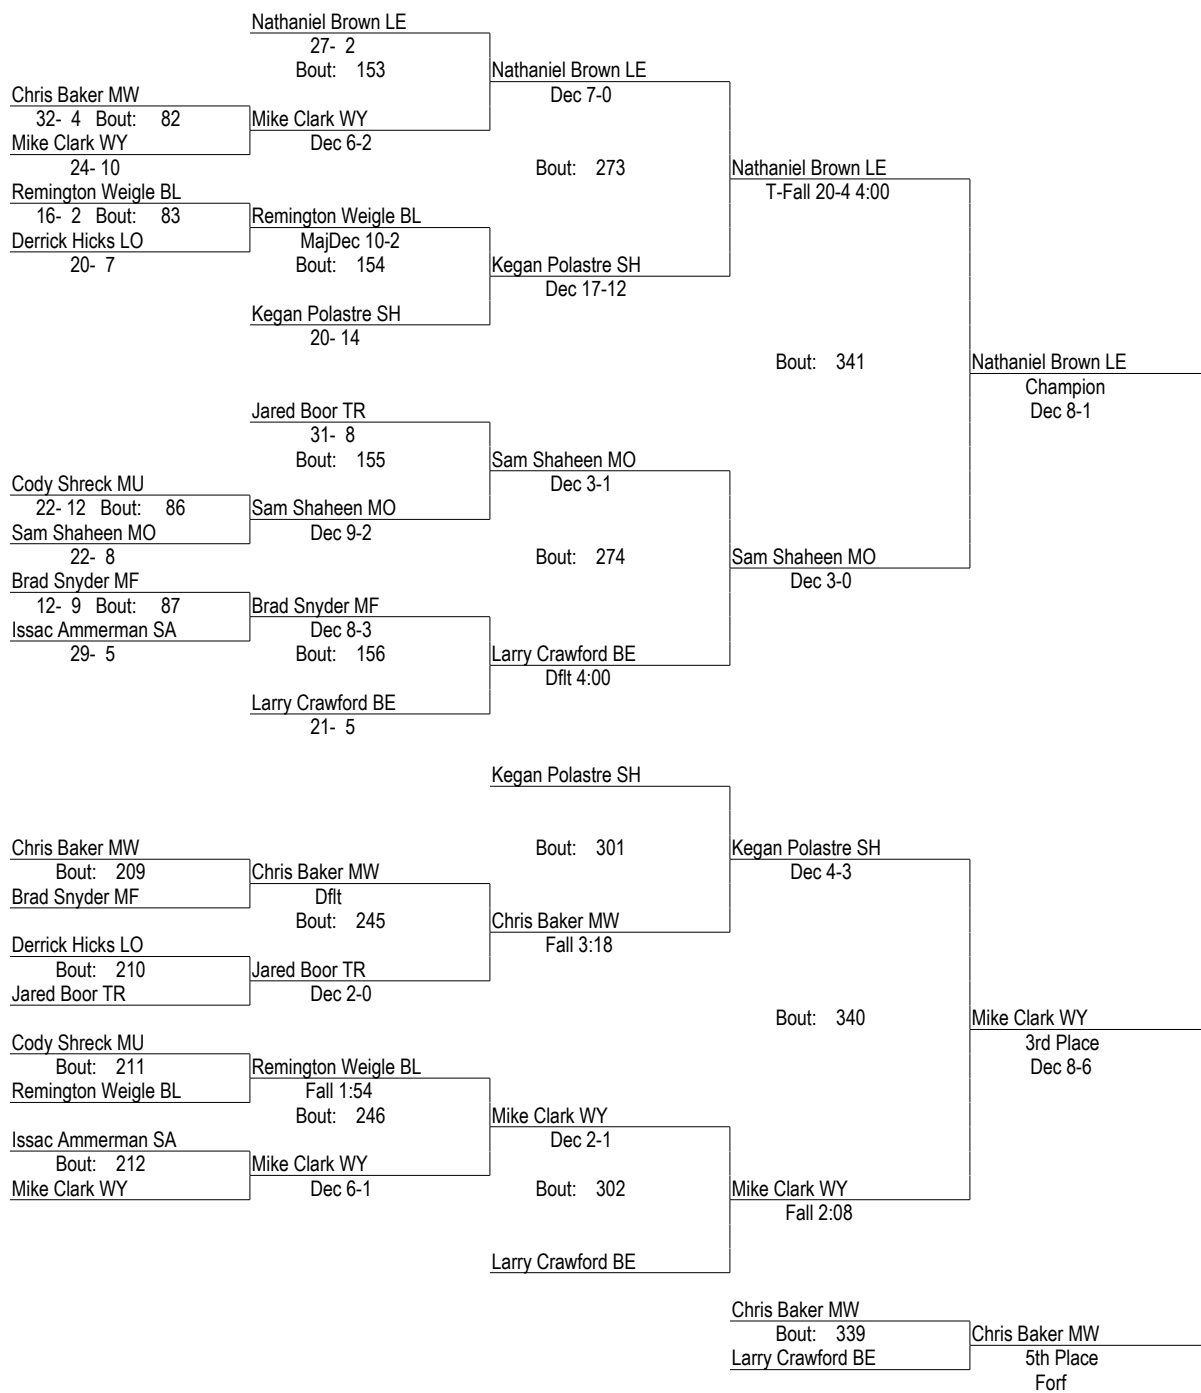 Nathaniel Brown LE
27- 2
Bout: 153
Nathaniel Brown LE
Dec 7-0
Chris Baker MW
32- 4 Bout: 82
Mike Clark WY
Dec 6-2
Mike Clark WY
24- 10
Bout: 273
Nathaniel Brown LE
T-Fall 20-4 4:00
Remington Weigle BL
16- 2 Bout: 83
Remington Weigle BL
MajDec 10-2
Derrick Hicks LO
20- 7
Bout: 154
Kegan Polastre SH
Dec 17-12
Kegan Polastre SH
20- 14
Bout: 341
Nathaniel Brown LE
Champion
Dec 8-1
Jared Boor TR
31- 8
Bout: 155
Sam Shaheen MO
Dec 3-1
Cody Shreck MU
22- 12 Bout: 86
Sam Shaheen MO
Dec 9-2
Sam Shaheen MO
22- 8
Bout: 274
Sam Shaheen MO
Dec 3-0
Brad Snyder MF
12- 9 Bout: 87
Brad Snyder MF
Dec 8-3
Issac Ammerman SA
29- 5
Bout: 156
Larry Crawford BE
Dflt 4:00
Larry Crawford BE
21- 5
Kegan Polastre SH
Bout: 301
Kegan Polastre SH
Dec 4-3
Chris Baker MW
Bout: 209
Chris Baker MW
Dflt
Brad Snyder MF
Bout: 245
Chris Baker MW
Fall 3:18
Derrick Hicks LO
Bout: 210
Jared Boor TR
Dec 2-0
Jared Boor TR
Bout: 340
Mike Clark WY
3rd Place
Dec 8-6
Cody Shreck MU
Bout: 211
Remington Weigle BL
Fall 1:54
Remington Weigle BL
Bout: 246
Mike Clark WY
Dec 2-1
Issac Ammerman SA
Bout: 212
Mike Clark WY
Dec 6-1
Mike Clark WY
Bout: 302
Mike Clark WY
Fall 2:08
Larry Crawford BE
Chris Baker MW
Bout: 339
Chris Baker MW
5th Place
Forf
Larry Crawford BE